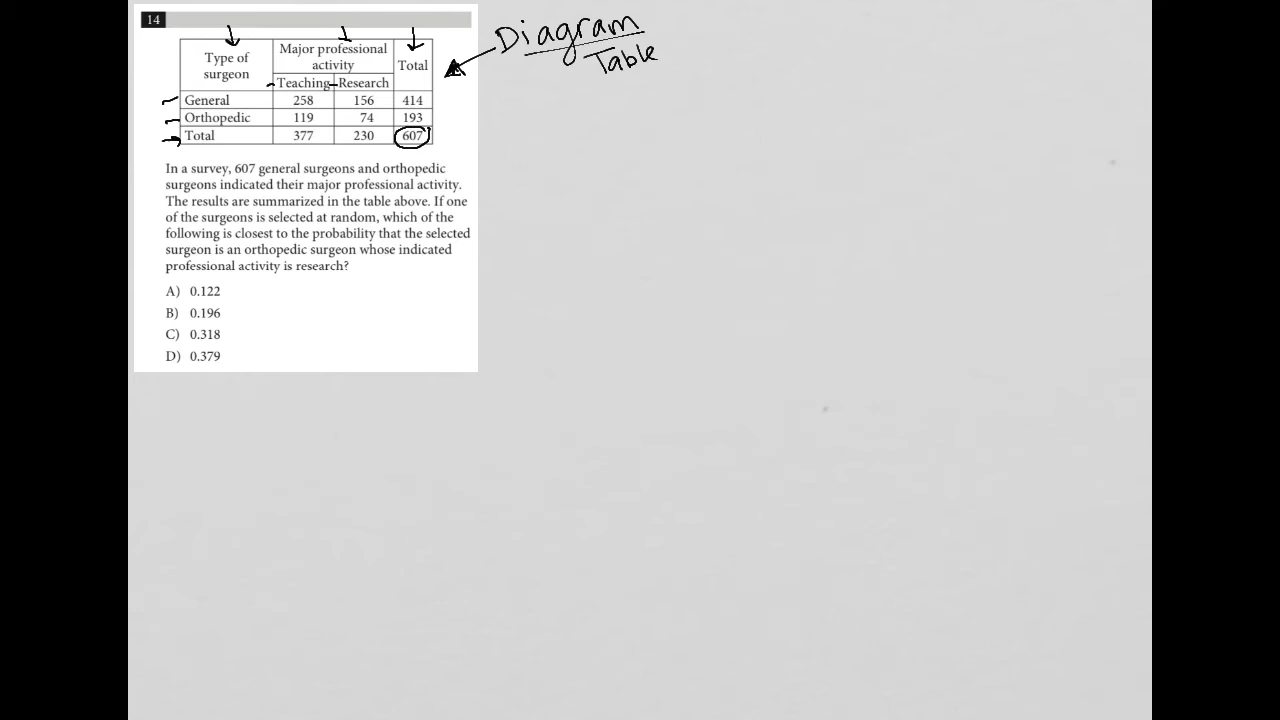 14
Diagram
Table
Type of surgeon Major professional activity Total
Teaching Research
General 258 156 414
Orthopedic 119 74 193
Total 377 230 607
In a survey, 607 general surgeons and orthopedic
surgeons indicated their major professional activity.
The results are summarized in the table above. If one
of the surgeons is selected at random, which of the
following is closest to the probability that the selected
surgeon is an orthopedic surgeon whose indicated
professional activity is research?
A) 0.122
B) 0.196
C) 0.318
D) 0.379